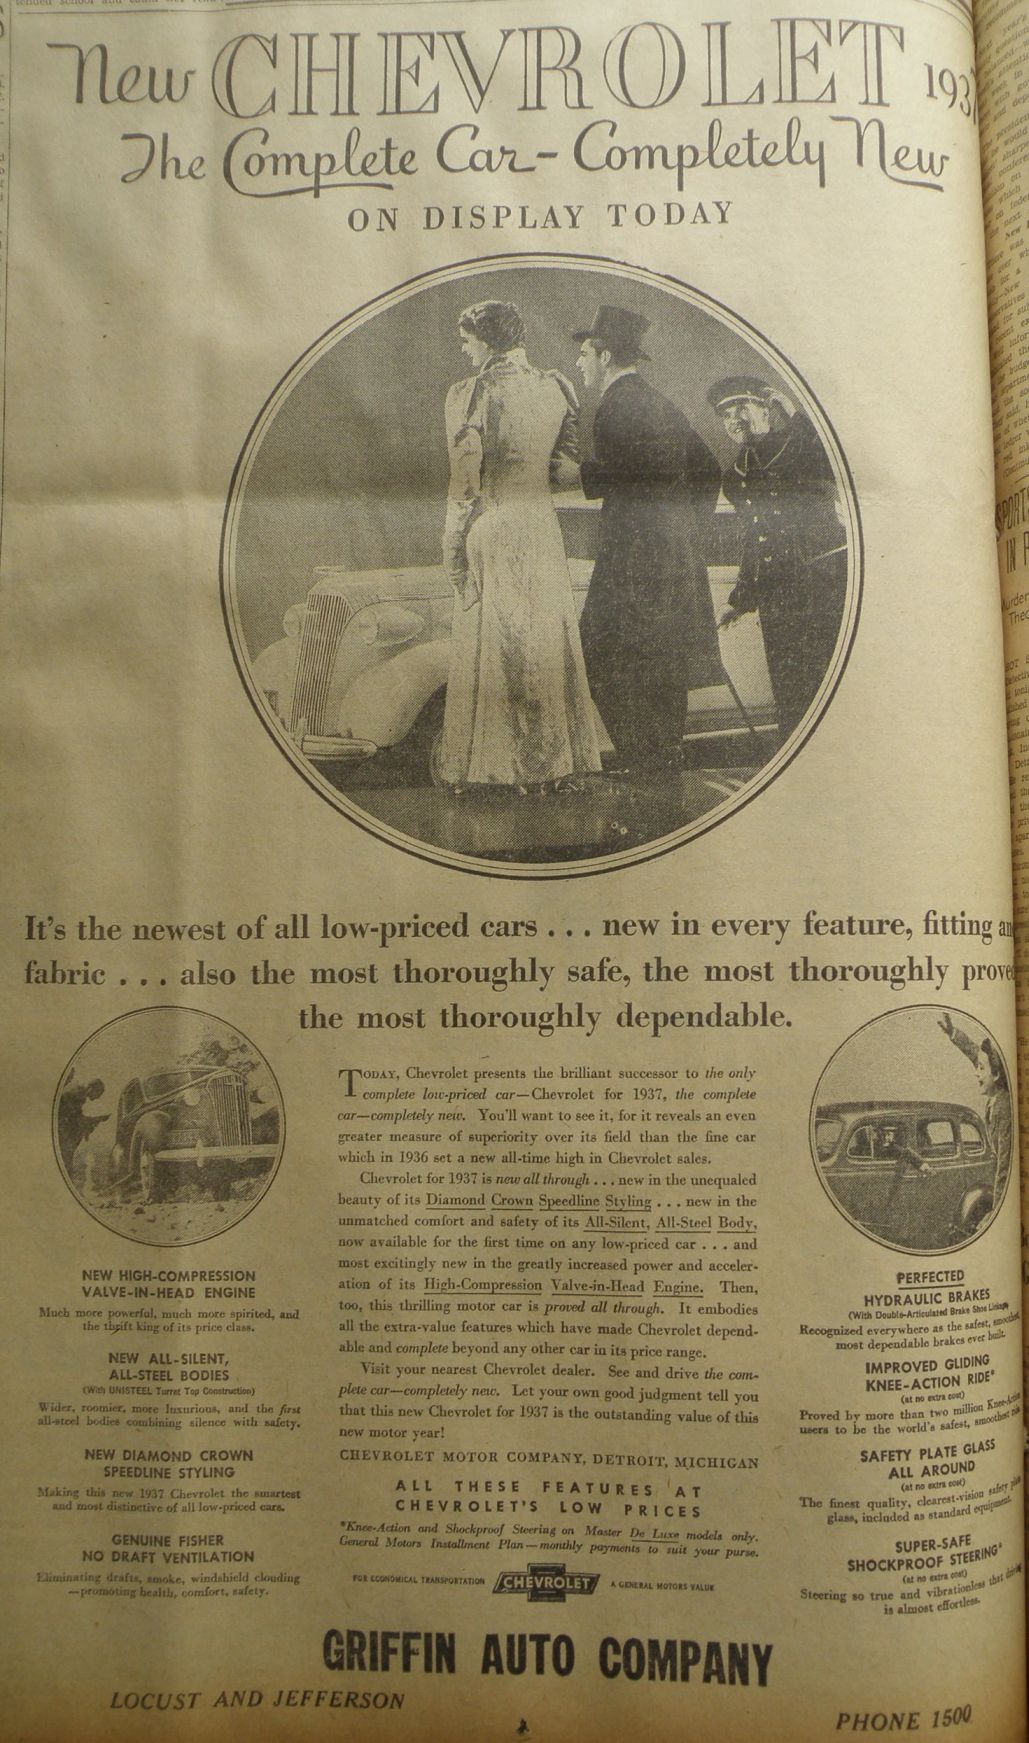 New CHEVROLET 1937
The Complete Car - Completely New
ON DISPLAY TODAY
It's the newest of all low-priced cars . . . new in every feature, fitting
fabric . . . also the most thoroughly safe, the most thoroughly
the most thoroughly dependable.
NEW HIGH-COMPRESSION
VALVE-IN-HEAD ENGINE
Much more powerful, much more spirited, and
the thrift king of its price class.
NEW ALL-SILENT,
ALL-STEEL BODIES
(With UNISTEEL Turret Top Construction)
Wider, roomier, more luxurious, and the first
all-steel bodies combining silence with safety.
NEW DIAMOND CROWN
SPEEDLINE STYLING
Making this new 1937 Chevrolet the smartest
and most distinctive of all low-priced cars.
GENUINE FISHER
NO DRAFT VENTILATION
Eliminating drafts, smoke, windshield clouding
—promoting health, comfort, safety.
TODAY, Chevrolet presents the brilliant successor to the only
complete low-priced car—Chevrolet for 1937, the complete
car—completely new. You'll want to see it, for it reveals an even
greater measure of superiority over its field than the fine car
which in 1936 set a new all-time high in Chevrolet sales.
Chevrolet for 1937 is new all through . . . new in the unequaled
beauty of its Diamond Crown Speedline Styling . . . new in the
unmatched comfort and safety of its All-Silent, All-Steel Body,
now available for the first time on any low-priced car . . . and
most excitingly new in the greatly increased power and acceler-
ation of its High-Compression Valve-in-Head Engine. Then,
too, this thrilling motor car is proved all through. It embodies
all the extra-value features which have made Chevrolet depend-
able and complete beyond any other car in its price range.
Visit your nearest Chevrolet dealer. See and drive the com-
plete car—completely new. Let your own good judgment tell you
that this new Chevrolet for 1937 is the outstanding value of this
new motor year!
CHEVROLET MOTOR COMPANY, DETROIT, MICHIGAN
ALL THESE FEATURES AT
CHEVROLET'S LOW PRICES
*Knee-Action and Shockproof Steering on Master De Luxe models only.
General Motors Installment Plan—monthly payments to suit your purse.
FOR ECONOMICAL TRANSPORTATION CHEVROLET A GENERAL MOTORS VALUE
PERFECTED
HYDRAULIC BRAKES
(With Double-Articulated Brake Shoe Linkage)
Recognized everywhere as the safest, smoothest,
most dependable brakes ever built.
IMPROVED GLIDING
KNEE-ACTION RIDE*
(at no extra cost)
Proved by more than two million Knee-Action
users to be the world's safest, smoothest ride.
SAFETY PLATE GLASS
ALL AROUND
(at no extra cost)
The finest quality, clearest-vision safety plate
glass, included as standard equipment.
SUPER-SAFE
SHOCKPROOF STEERING*
(at no extra cost)
Steering so true and vibrationless that driving
is almost effortless.
GRIFFIN AUTO COMPANY
LOCUST AND JEFFERSON
PHONE 1500